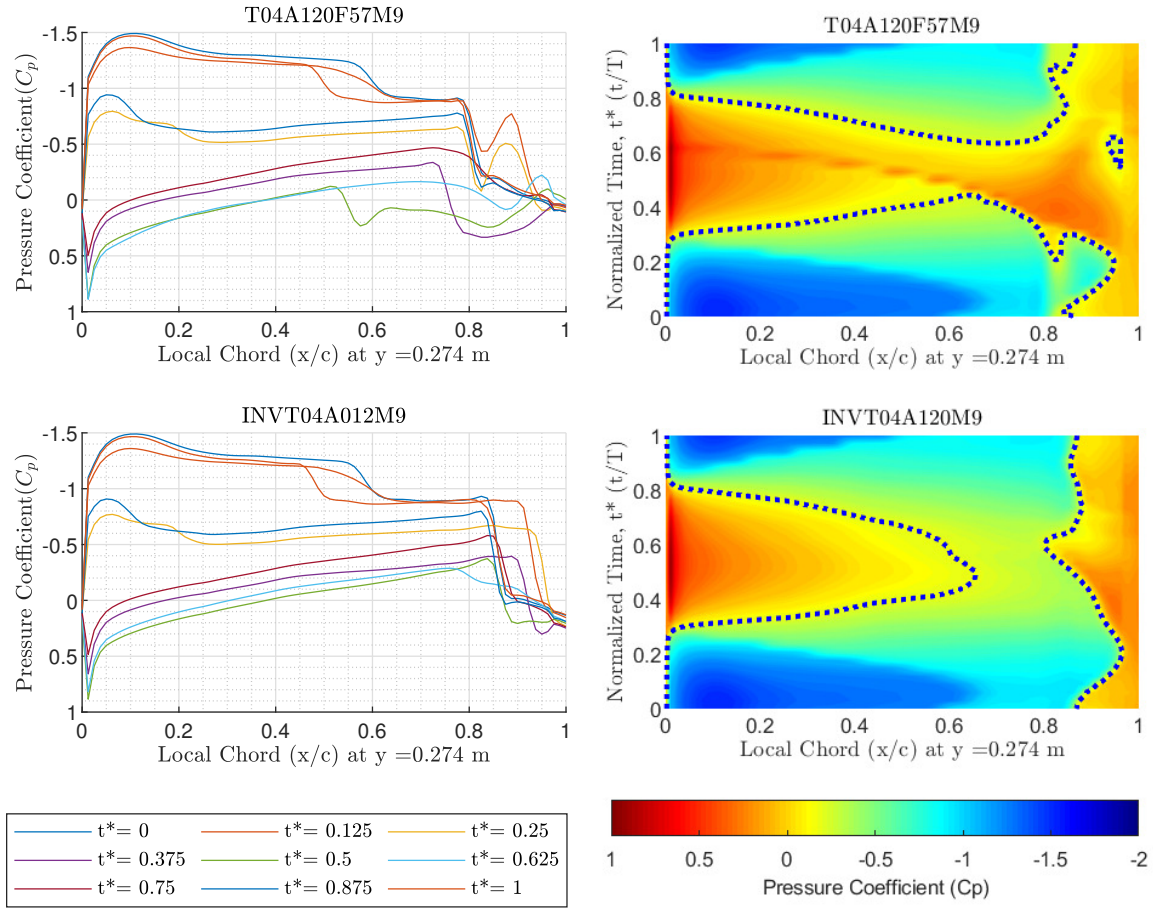 T04A120F57M9
-1.5
-1
-0.5
0
0.5
1
Pressure Coefficient(Cp)
0 0.2 0.4 0.6 0.8 1
Local Chord (x/c) at y =0.274 m
T04A120F57M9
1
0.8
0.6
0.4
0.2
0
Normalized Time, t* (t/T)
0 0.2 0.4 0.6 0.8 1
Local Chord (x/c) at y =0.274 m
INVT04A012M9
-1.5
-1
-0.5
0
0.5
1
Pressure Coefficient(Cp)
0 0.2 0.4 0.6 0.8 1
Local Chord (x/c) at y =0.274 m
INVT04A120M9
1
0.8
0.6
0.4
0.2
0
Normalized Time, t* (t/T)
0 0.2 0.4 0.6 0.8 1
Local Chord (x/c) at y =0.274 m
t*= 0 t*= 0.125 t*= 0.25
t*= 0.375 t*= 0.5 t*= 0.625
t*= 0.75 t*= 0.875 t*= 1
1 0.5 0 -0.5 -1 -1.5 -2
Pressure Coefficient (Cp)